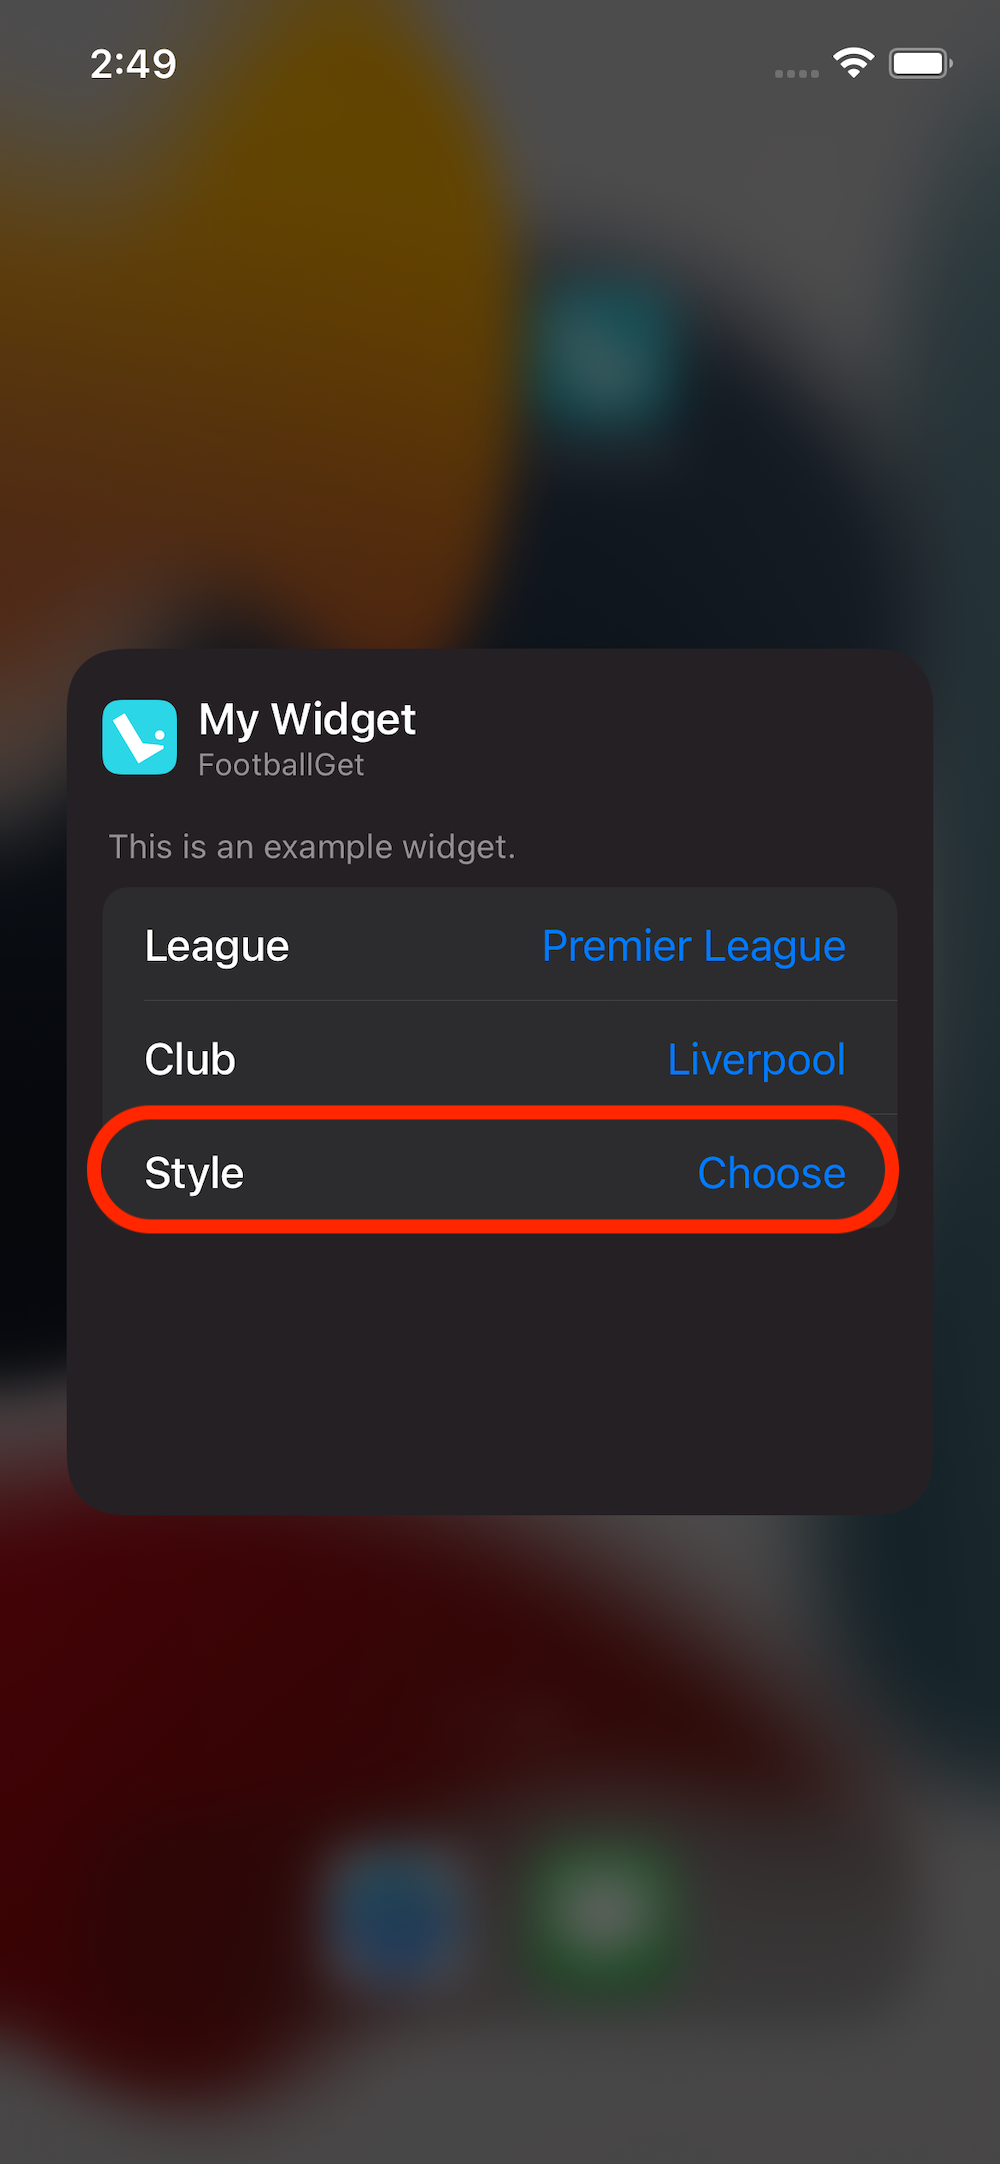 2:49
My Widget
FootballGet
This is an example widget.
League Premier League
Club Liverpool
Style Choose